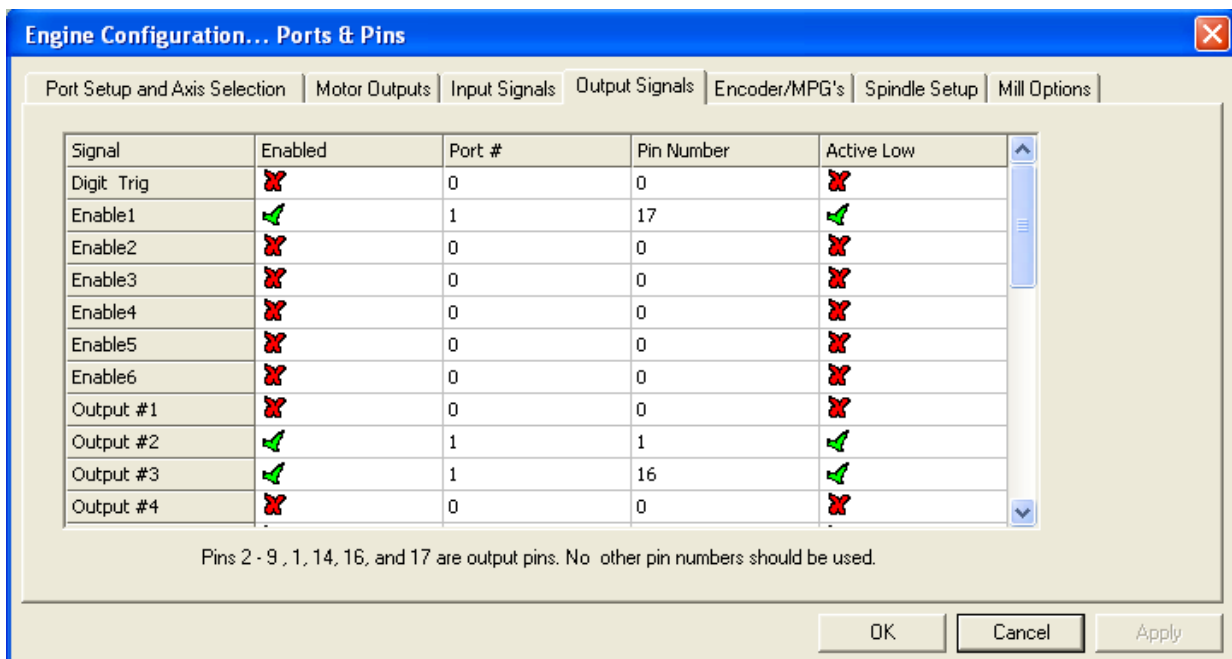 Engine Configuration... Ports & Pins
Port Setup and Axis Selection Motor Outputs Input Signals Output Signals Encoder/MPG's Spindle Setup Mill Options
Signal Enabled Port # Pin Number Active Low
Digit Trig 0 0
Enable1 1 17
Enable2 0 0
Enable3 0 0
Enable4 0 0
Enable5 0 0
Enable6 0 0
Output #1 0 0
Output #2 1 1
Output #3 1 16
Output #4 0 0
Pins 2 - 9 , 1, 14, 16, and 17 are output pins. No other pin numbers should be used.
OK Cancel Apply